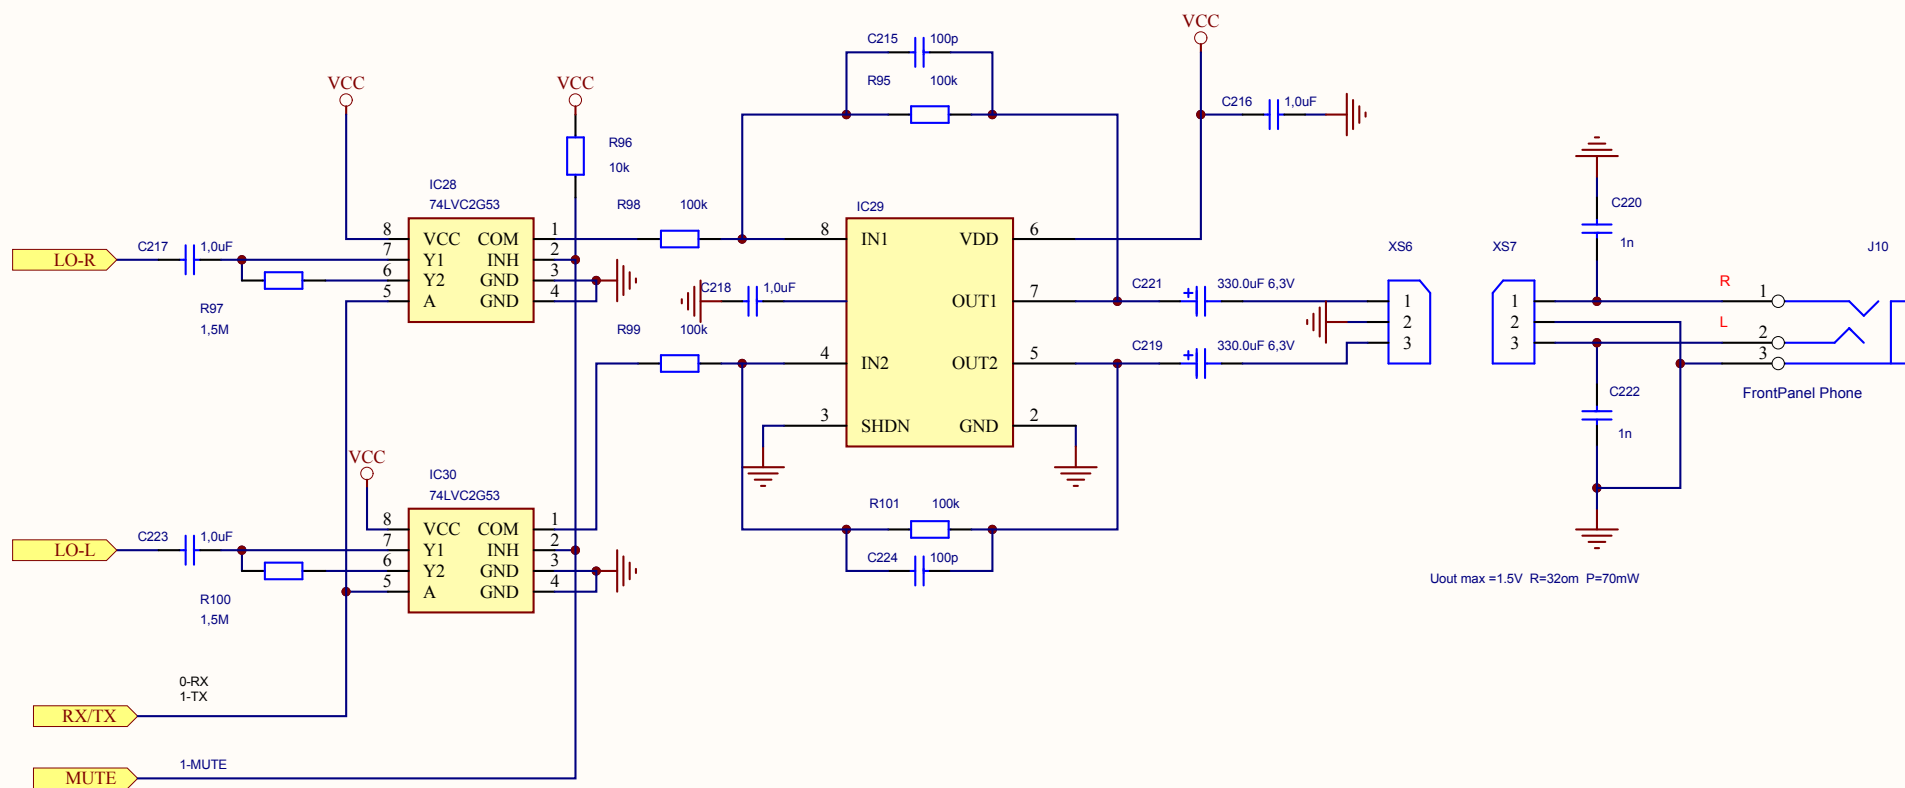 VCC
C215 100p
R95 100k
VCC
VCC
C216 1,0uF
R96
10k
IC28
74LVC2G53
R98 100k
IC29
C220
1n
C217 1,0uF
LO-R
8 VCC COM 1
7 Y1 INH 2
6 Y2 GND 3
5 A GND 4
R97
1,5M
8 IN1 VDD 6
XS6
XS7
J10
C218 1,0uF
OUT1 7
C221 + 330.0uF 6,3V
1
2
3
1
2
3
R
1
L
2
3
R99 100k
C219 + 330.0uF 6,3V
4 IN2 OUT2 5
C222
1n
FrontPanel Phone
3 SHDN GND 2
VCC
IC30
74LVC2G53
R101 100k
C223 1,0uF
LO-L
8 VCC COM 1
7 Y1 INH 2
6 Y2 GND 3
5 A GND 4
C224 100p
Uout max =1.5V R=32om P=70mW
R100
1,5M
0-RX
1-TX
RX/TX
1-MUTE
MUTE